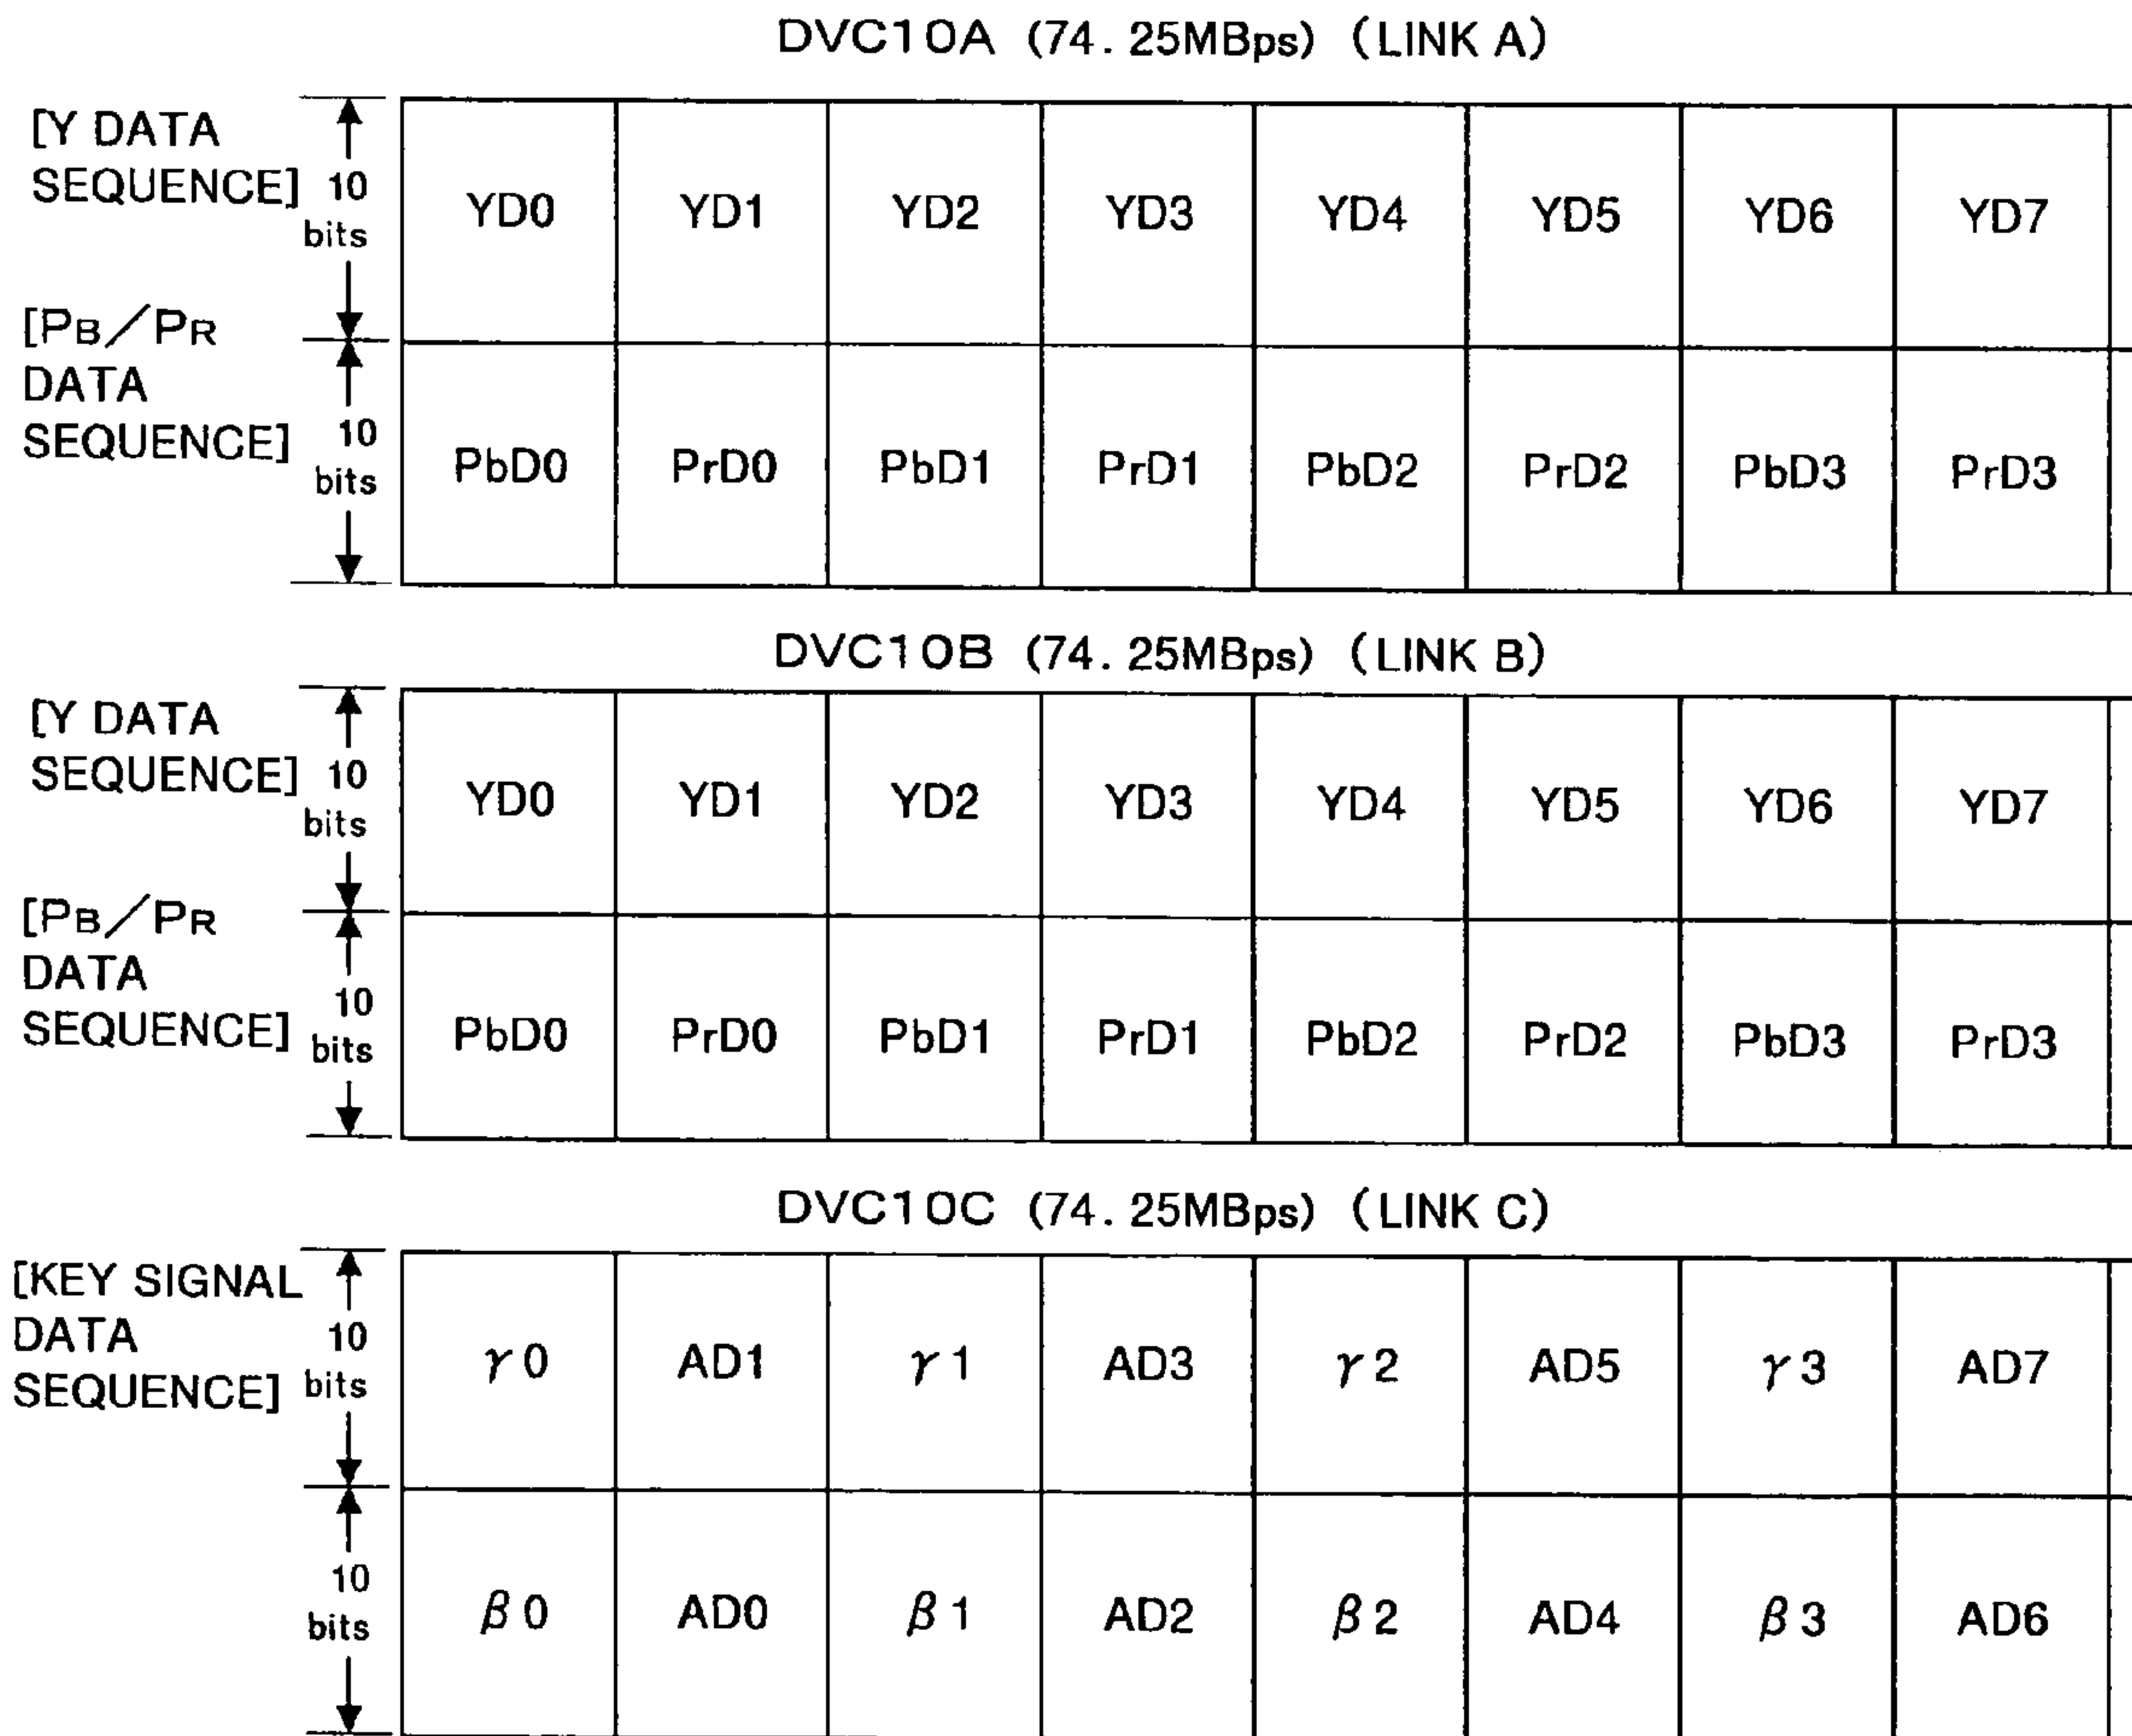 DVC10A (74.25MBps) (LINK A)
[Y DATA
SEQUENCE]
10
bits
YD0 YD1 YD2 YD3 YD4 YD5 YD6 YD7
[PB/PR
DATA
SEQUENCE]
10
bits
PbD0 PrD0 PbD1 PrD1 PbD2 PrD2 PbD3 PrD3
DVC10B (74.25MBps) (LINK B)
[Y DATA
SEQUENCE]
10
bits
YD0 YD1 YD2 YD3 YD4 YD5 YD6 YD7
[PB/PR
DATA
SEQUENCE]
10
bits
PbD0 PrD0 PbD1 PrD1 PbD2 PrD2 PbD3 PrD3
DVC10C (74.25MBps) (LINK C)
[KEY SIGNAL
DATA
SEQUENCE]
10
bits
γ0 AD1 γ1 AD3 γ2 AD5 γ3 AD7
10
bits
β0 AD0 β1 AD2 β2 AD4 β3 AD6